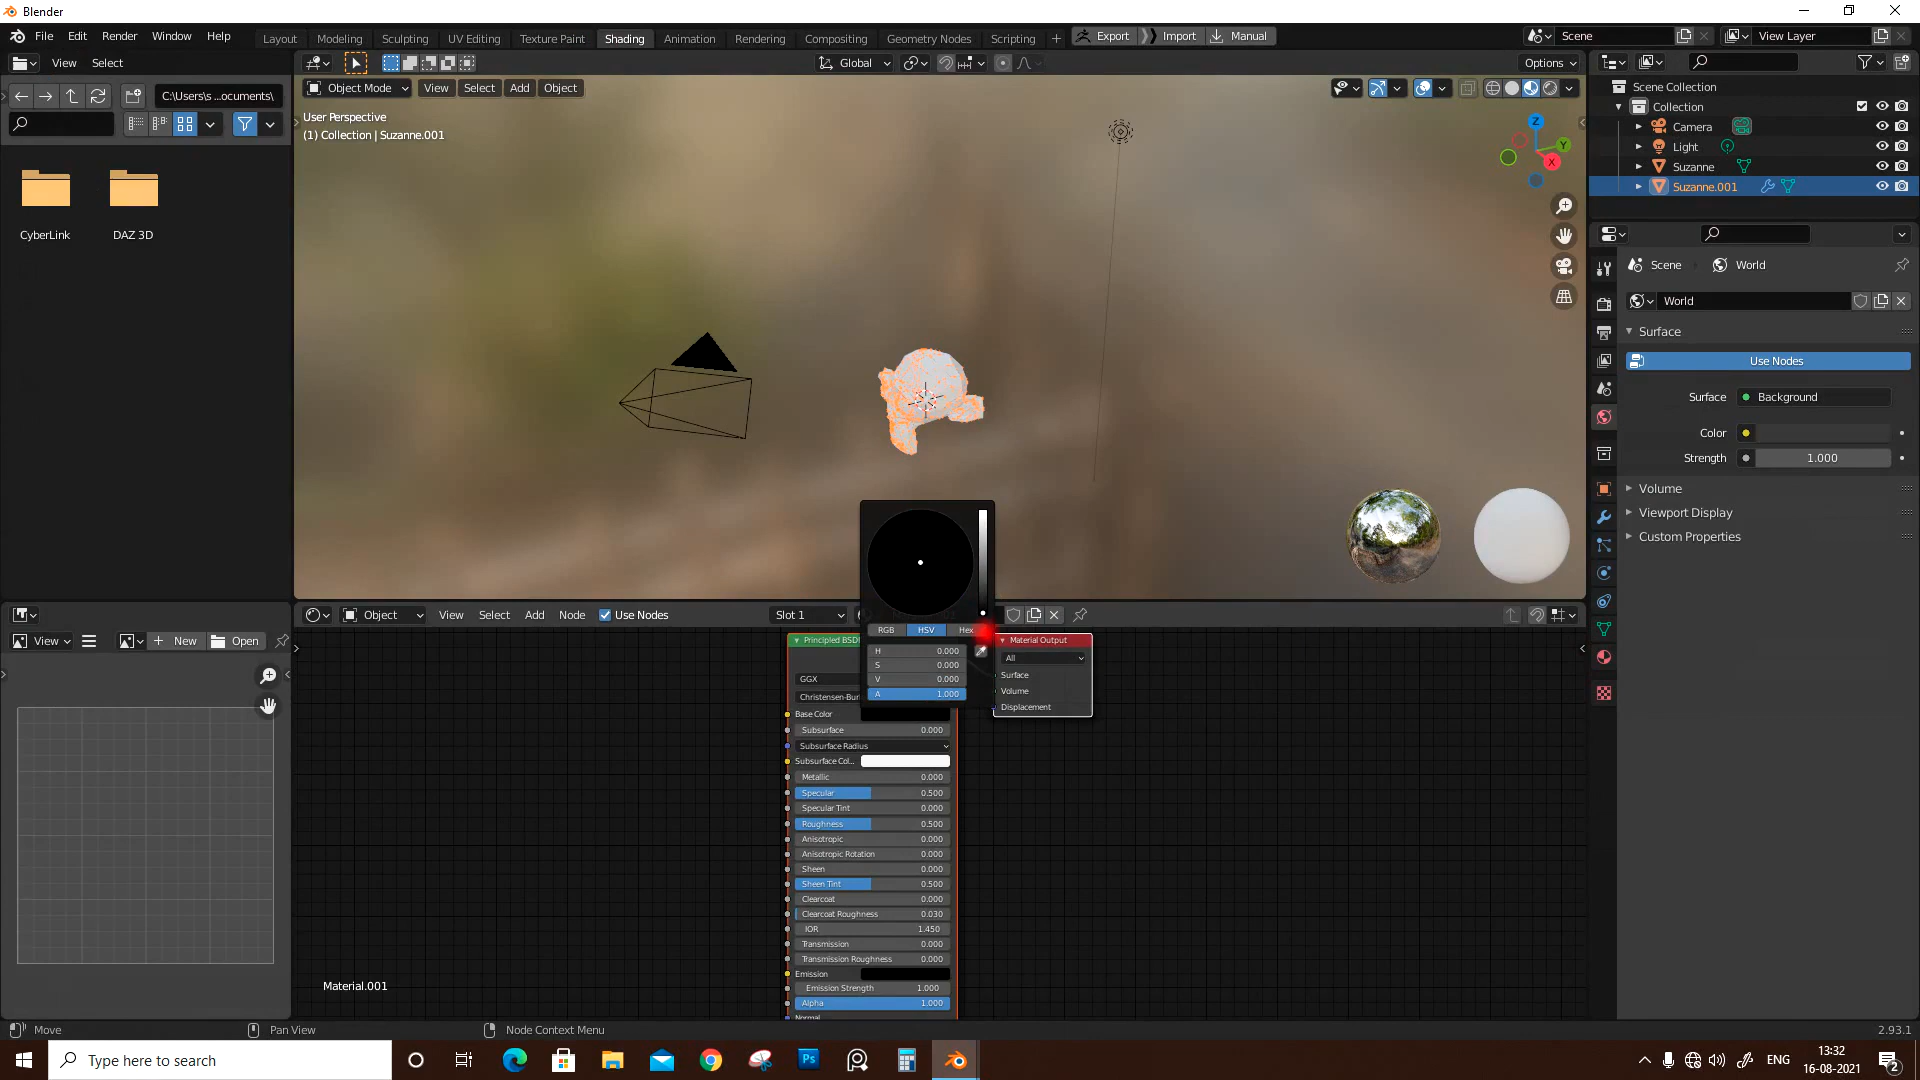 Blender
File Edit Render Window Help
Layout Modeling Sculpting UV Editing Texture Paint Shading Animation Rendering Compositing Geometry Nodes Scripting
Export Import Manual
Scene
View Layer
View Select
Global
Options
C:\Users\s ...ocuments\
Object Mode View Select Add Object
User Perspective
(1) Collection | Suzanne.001
CyberLink
DAZ 3D
Z
Y
X
Scene Collection
Collection
Camera
Light
Suzanne
Suzanne.001
Scene World
World
Surface
Use Nodes
Surface Background
Color
Strength 1.000
Volume
Viewport Display
Custom Properties
View New Open
Object View Select Add Node Use Nodes Slot 1
RGB HSV Hex
H 0.000
S 0.000
V 0.000
A 1.000
GGX
Base Color
Subsurface 0.000
Subsurface Radius
Subsurface Col...
Metallic 0.000
Specular 0.500
Specular Tint 0.000
Roughness 0.500
Anisotropic 0.000
Anisotropic Rotation 0.000
Sheen 0.000
Sheen Tint 0.500
Clearcoat 0.000
Clearcoat Roughness 0.030
IOR 1.450
Transmission 0.000
Transmission Roughness 0.000
Emission
Emission Strength 1.000
Alpha 1.000
Material Output
All
Surface
Volume
Displacement
Material.001
Move Pan View Node Context Menu
2.93.1
Type here to search
Ps
ENG
13:32
16-08-2021
2